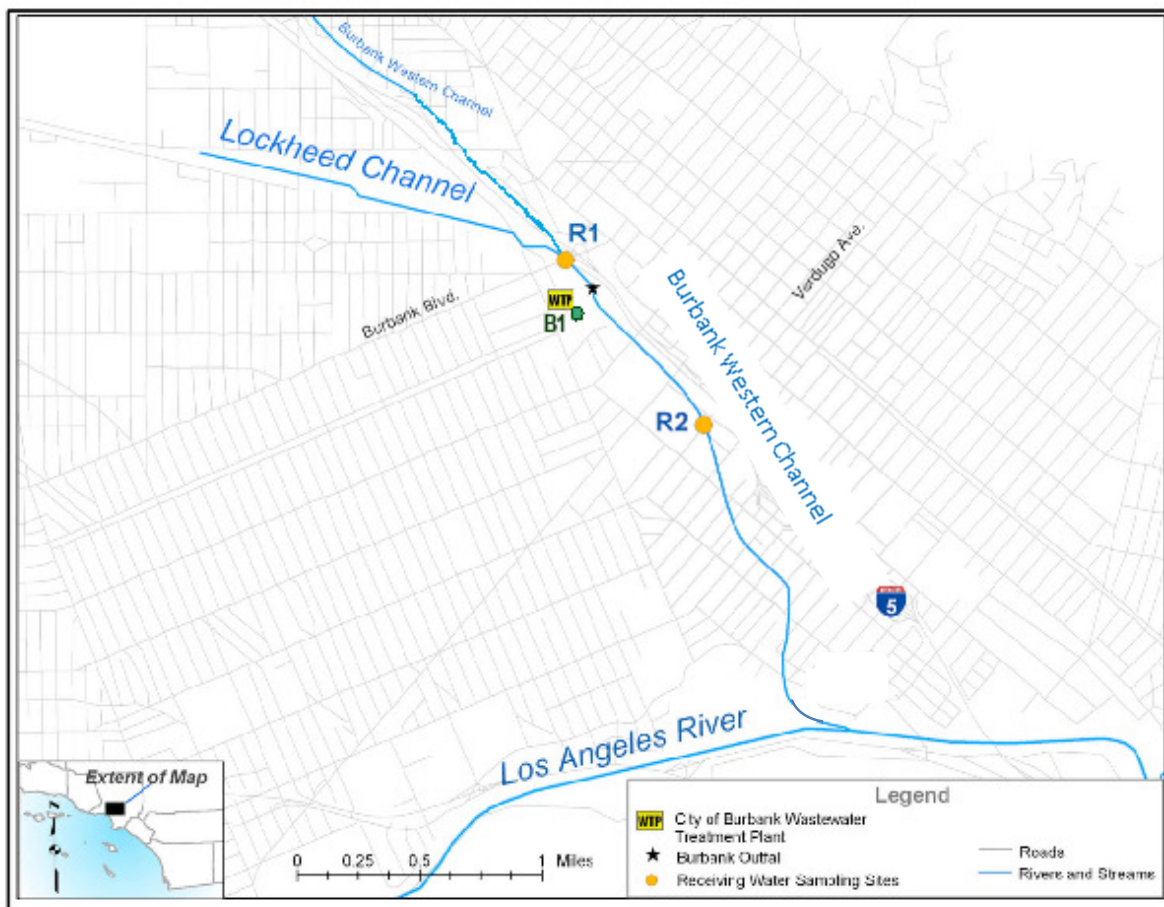 Burbank Western Channel
Lockheed Channel
R1
Verdugo Ave.
Burbank Western Channel
WTP
B1
Burbank Blvd.
R2
5
Los Angeles River
Extent of Map
N
0 0.25 0.5 1 Miles
Legend
WTP City of Burbank Wastewater
Treatment Plant
Burbank Outfal
Receiving Water Sampling Sites
Roads
Rivers and Streams